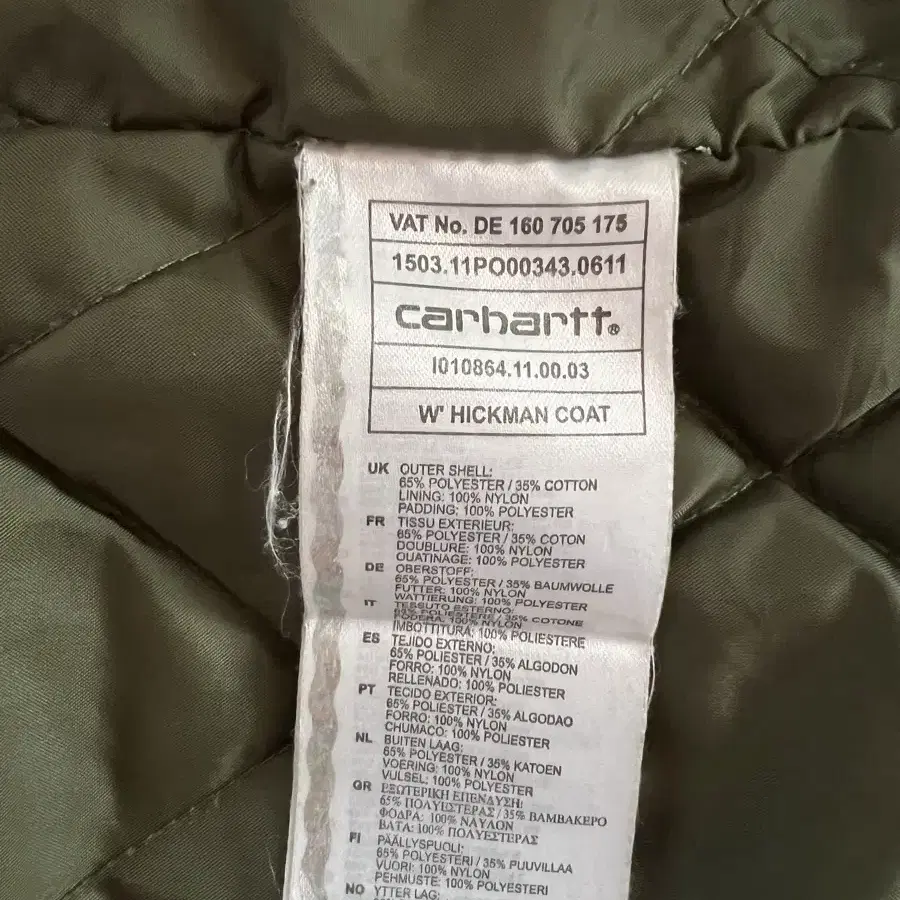 VAT No. DE 160 705 175
1503.11PO00343.0611
carhartt®
I010864.11.00.03
W' HICKMAN COAT
UK OUTER SHELL:
65% POLYESTER / 35% COTTON
LINING: 100% NYLON
PADDING: 100% POLYESTER
FR TISSU EXTERIEUR:
65% POLYESTER / 35% COTON
DOUBLURE: 100% NYLON
OUATINAGE: 100% POLYESTER
DE OBERSTOFF:
65% POLYESTER / 35% BAUMWOLLE
FUTTER: 100% NYLON
WATTIERUNG: 100% POLYESTER
IT TESSUTO ESTERNO:
65% POLIESTERE / 35% COTONE
FODERA: 100% NYLON
IMBOTTITURA: 100% POLIESTERE
ES TEJIDO EXTERNO:
65% POLIESTER / 35% ALGODON
FORRO: 100% NYLON
RELLENADO: 100% POLIESTER
PT TECIDO EXTERIOR:
65% POLIESTER / 35% ALGODAO
FORRO: 100% NYLON
CHUMACO: 100% POLIESTER
NL BUITEN LAAG:
65% POLYESTER / 35% KATOEN
VOERING: 100% NYLON
VULSEL: 100% POLYESTER
GR ΕΞΩΤΕΡΙΚΗ ΕΠΕΝΔΥΣΗ:
65% ΠΟΛΥΕΣΤΕΡΑΣ / 35% ΒΑΜΒΑΚΕΡΟ
ΦΟΔΡΑ: 100% ΝΑΥΛΟΝ
ΒΑΤΑ: 100% ΠΟΛΥΕΣΤΕΡΑΣ
FI PÄÄLLYSPUOLI:
65% POLYESTERI / 35% PUUVILLAA
VUORI: 100% NYLON
PEHMUSTE: 100% POLYESTERI
NO YTTER LAG: